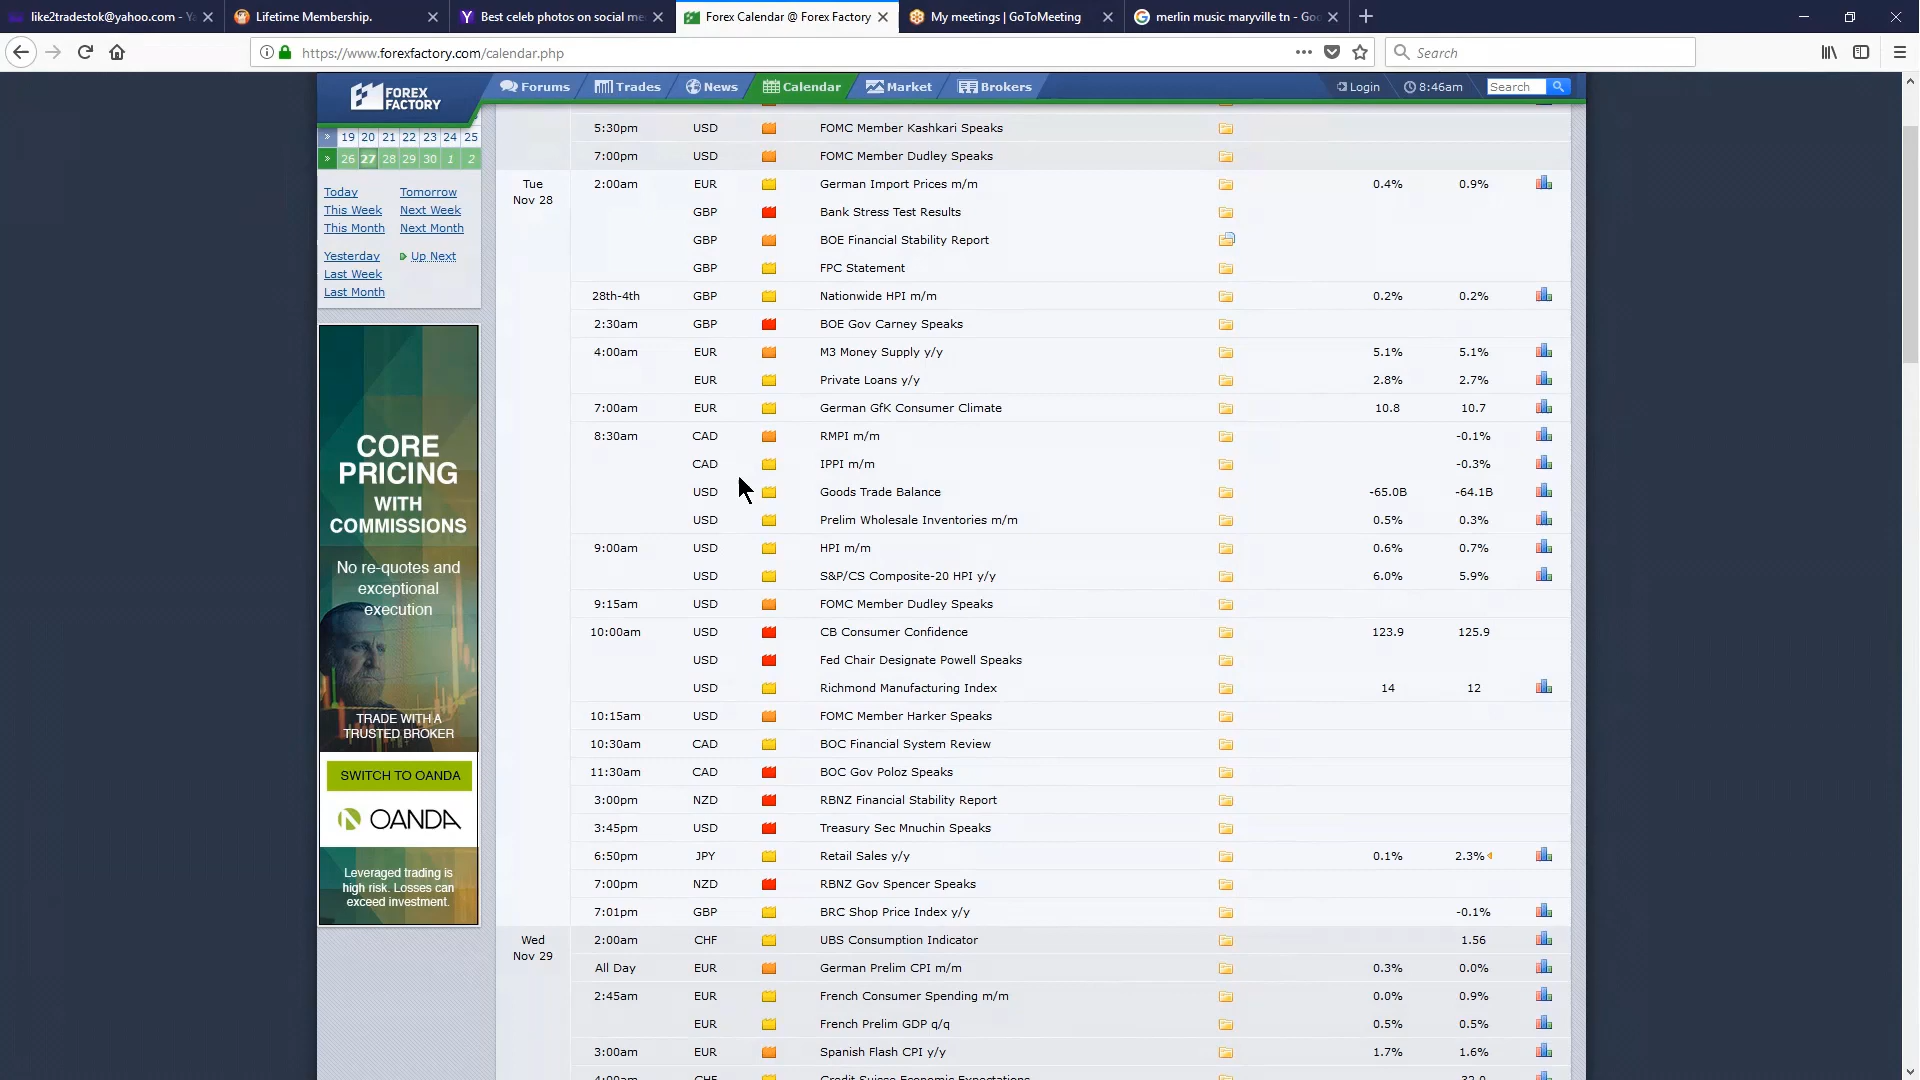 like2tradestok@yahoo.com - Ya
Lifetime Membership.
Best celeb photos on social me
Forex Calendar @ Forex Factory
My meetings | GoToMeeting
merlin music maryville tn - Goo
https://www.forexfactory.com/calendar.php
Search
FOREX FACTORY
Forums
Trades
News
Calendar
Market
Brokers
Login
8:46am
Search
» 19 20 21 22 23 24 25
» 26 27 28 29 30 1 2
Today Tomorrow
This Week Next Week
This Month Next Month
Yesterday Up Next
Last Week
Last Month
CORE
PRICING
WITH
COMMISSIONS
No re-quotes and
exceptional
execution
TRADE WITH A
TRUSTED BROKER
SWITCH TO OANDA
OANDA
Leveraged trading is
high risk. Losses can
exceed investment.
5:30pm USD FOMC Member Kashkari Speaks
7:00pm USD FOMC Member Dudley Speaks
Tue Nov 28 2:00am EUR German Import Prices m/m 0.4% 0.9%
GBP Bank Stress Test Results
GBP BOE Financial Stability Report
GBP FPC Statement
28th-4th GBP Nationwide HPI m/m 0.2% 0.2%
2:30am GBP BOE Gov Carney Speaks
4:00am EUR M3 Money Supply y/y 5.1% 5.1%
EUR Private Loans y/y 2.8% 2.7%
7:00am EUR German GfK Consumer Climate 10.8 10.7
8:30am CAD RMPI m/m -0.1%
CAD IPPI m/m -0.3%
USD Goods Trade Balance -65.0B -64.1B
USD Prelim Wholesale Inventories m/m 0.5% 0.3%
9:00am USD HPI m/m 0.6% 0.7%
USD S&P/CS Composite-20 HPI y/y 6.0% 5.9%
9:15am USD FOMC Member Dudley Speaks
10:00am USD CB Consumer Confidence 123.9 125.9
USD Fed Chair Designate Powell Speaks
USD Richmond Manufacturing Index 14 12
10:15am USD FOMC Member Harker Speaks
10:30am CAD BOC Financial System Review
11:30am CAD BOC Gov Poloz Speaks
3:00pm NZD RBNZ Financial Stability Report
3:45pm USD Treasury Sec Mnuchin Speaks
6:50pm JPY Retail Sales y/y 0.1% 2.3%
7:00pm NZD RBNZ Gov Spencer Speaks
7:01pm GBP BRC Shop Price Index y/y -0.1%
Wed Nov 29 2:00am CHF UBS Consumption Indicator 1.56
All Day EUR German Prelim CPI m/m 0.3% 0.0%
2:45am EUR French Consumer Spending m/m 0.0% 0.9%
EUR French Prelim GDP q/q 0.5% 0.5%
3:00am EUR Spanish Flash CPI y/y 1.7% 1.6%
4:00am CHF Credit Suisse Economic Expectations 32.0